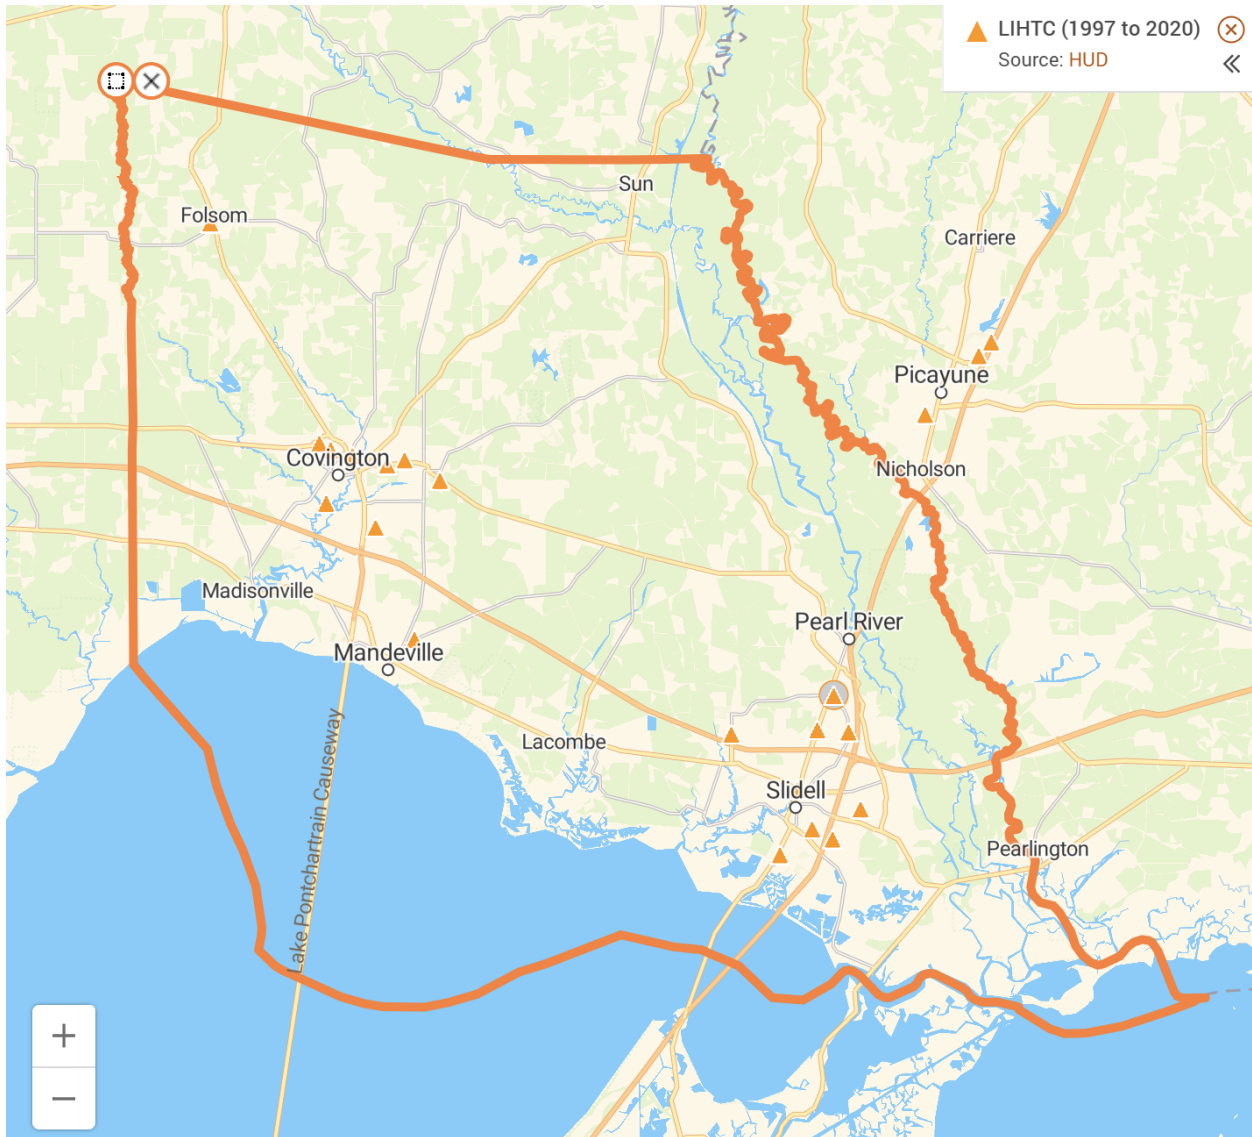 LIHTC (1997 to 2020)
Source: HUD
Sun
Folsom
Carriere
Picayune
Covington
Nicholson
Madisonville
Pearl River
Mandeville
Lacombe
Lake Pontchartrain Causeway
Slidell
Pearlington
+
−